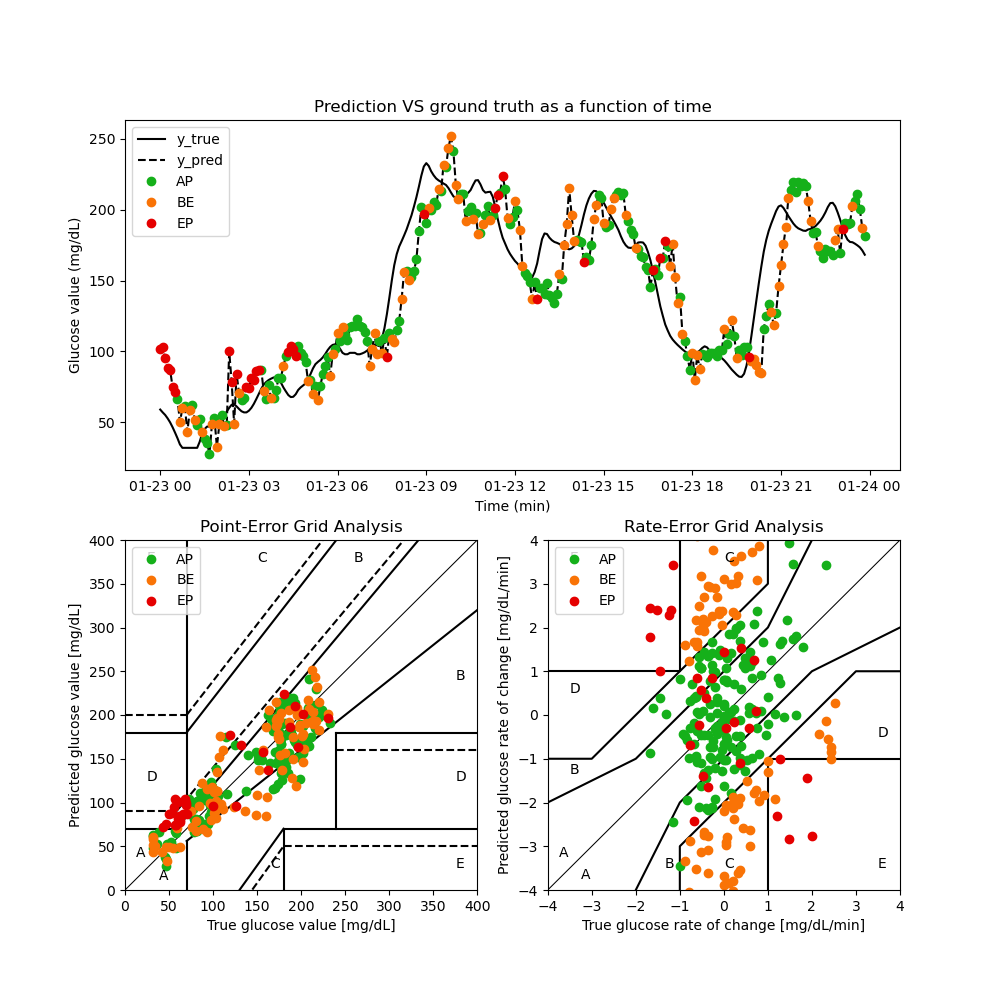 Prediction VS ground truth as a function of time
Glucose value (mg/dL)
250
200
150
100
50
y_true
y_pred
AP
BE
EP
01-23 00 01-23 03 01-23 06 01-23 09 01-23 12 01-23 15 01-23 18 01-23 21 01-24 00
Time (min)
Point-Error Grid Analysis
Predicted glucose value [mg/dL]
400
350
300
250
200
150
100
50
0
AP
BE
EP
C
B
B
D
D
A
A
C
E
0 50 100 150 200 250 300 350 400
True glucose value [mg/dL]
Rate-Error Grid Analysis
Predicted glucose rate of change [mg/dL/min]
4
3
2
1
0
−1
−2
−3
−4
AP
BE
EP
C
D
D
C
A
A
B
C
E
−4 −3 −2 −1 0 1 2 3 4
True glucose rate of change [mg/dL/min]